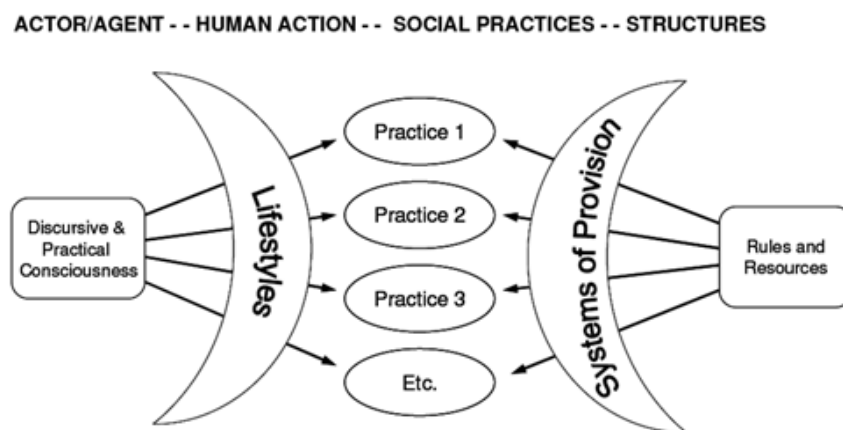 ACTOR/AGENT - - HUMAN ACTION - - SOCIAL PRACTICES - - STRUCTURES
Discursive &
Practical
Consciousness
Lifestyles
Practice 1
Practice 2
Practice 3
Etc.
Systems of Provision
Rules and
Resources